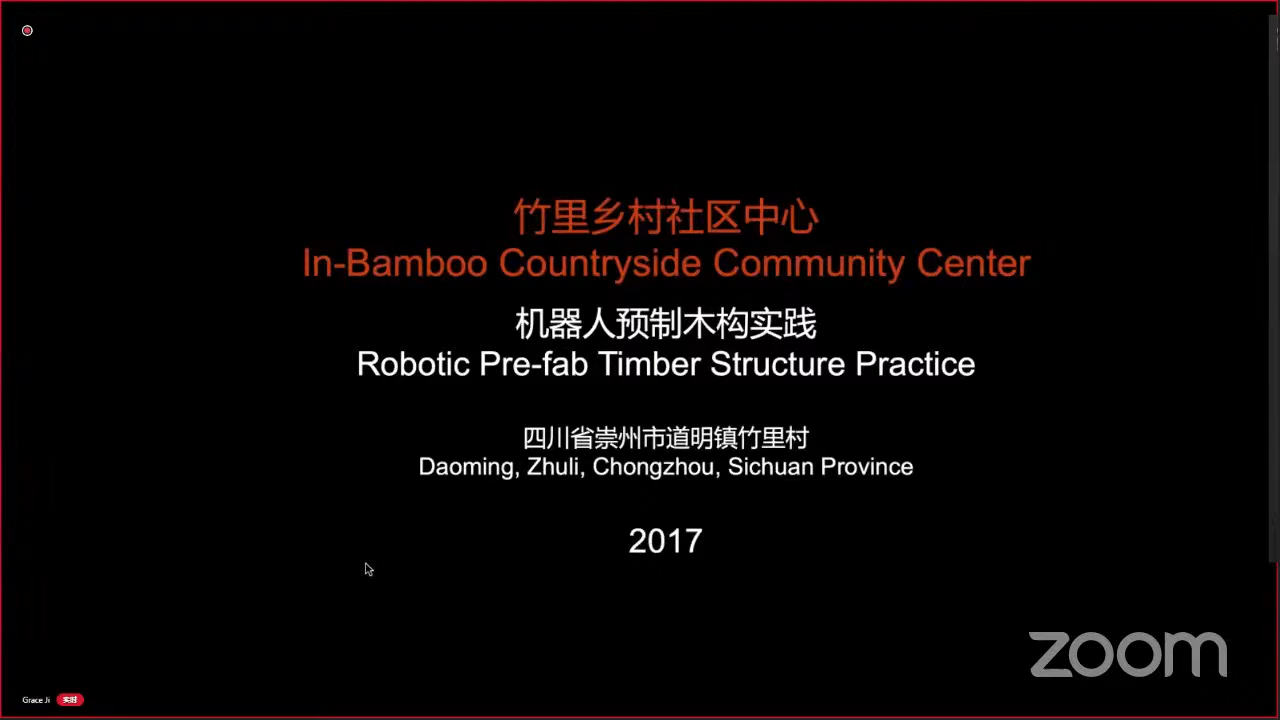 竹里乡村社区中心
In-Bamboo Countryside Community Center
机器人预制木构实践
Robotic Pre-fab Timber Structure Practice
四川省崇州市道明镇竹里村
Daoming, Zhuli, Chongzhou, Sichuan Province
2017
zoom
Grace Ji 实时